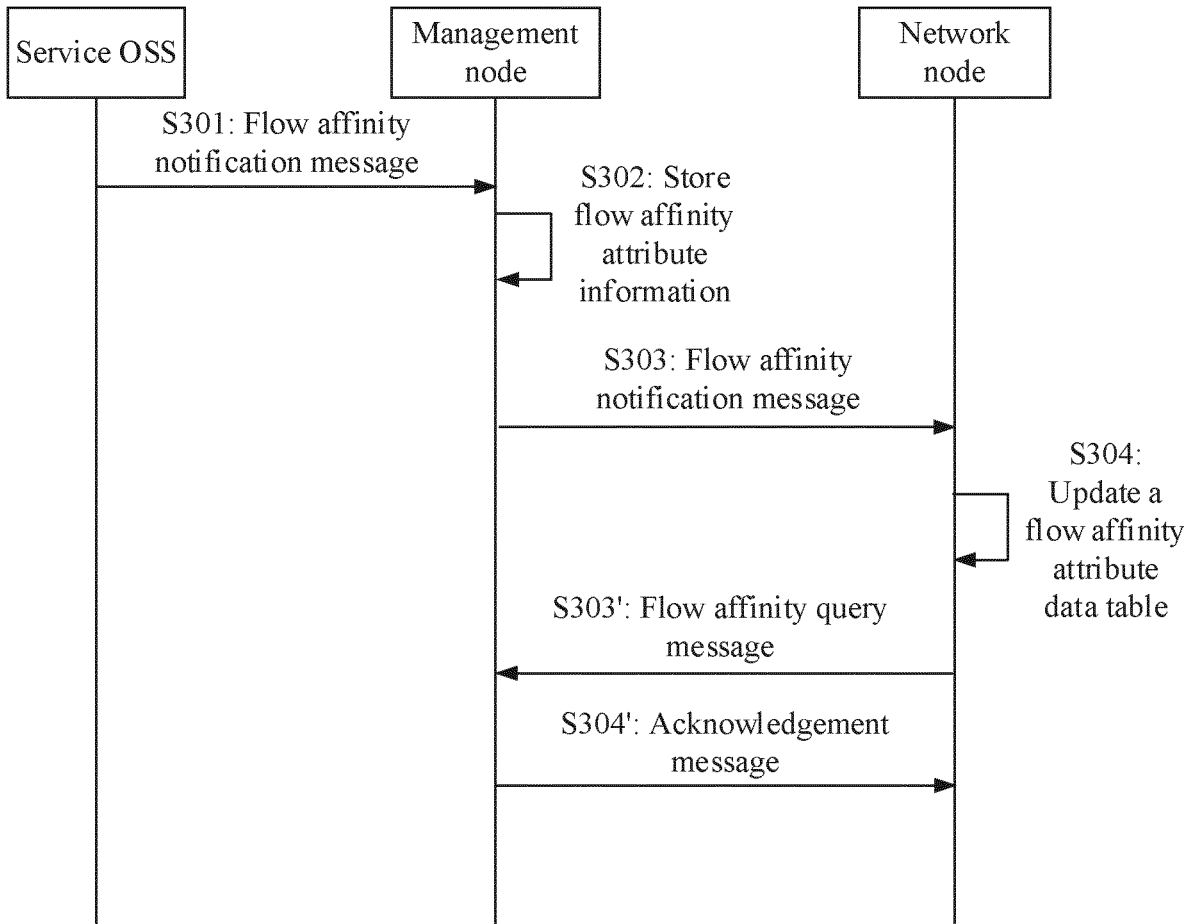 Service OSS
Management
node
Network
node
S301: Flow affinity
notification message
S302: Store
flow affinity
attribute
information
S303: Flow affinity
notification message
S304:
Update a
flow affinity
attribute
data table
S303': Flow affinity query
message
S304': Acknowledgement
message